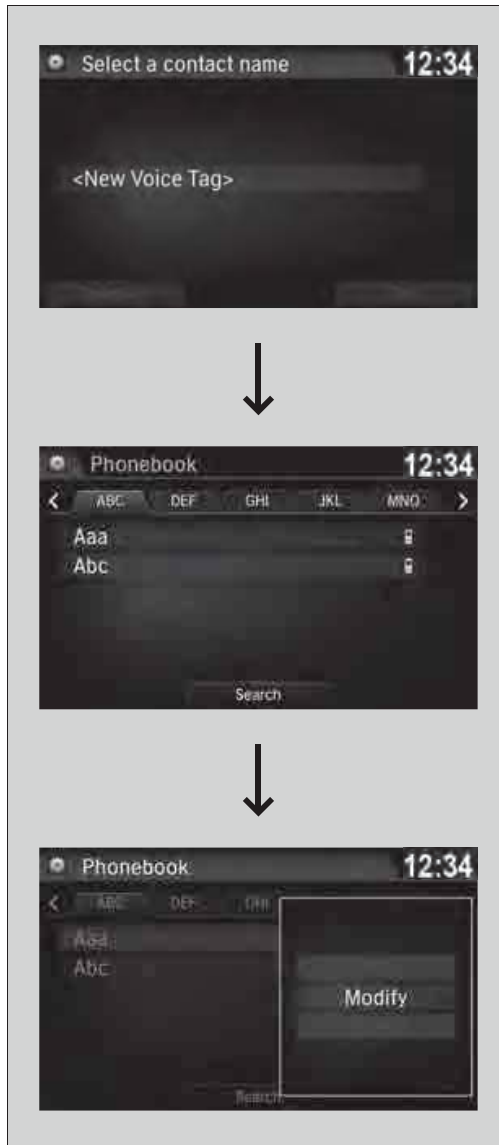 Select a contact name 12:34
<New Voice Tag>
Phonebook 12:34
< ABC DEF GHI JKL MNO >
Aaa
Abc
Search
Phonebook 12:34
< ABC DEF GHI
Aaa
Abc
Modify
Search